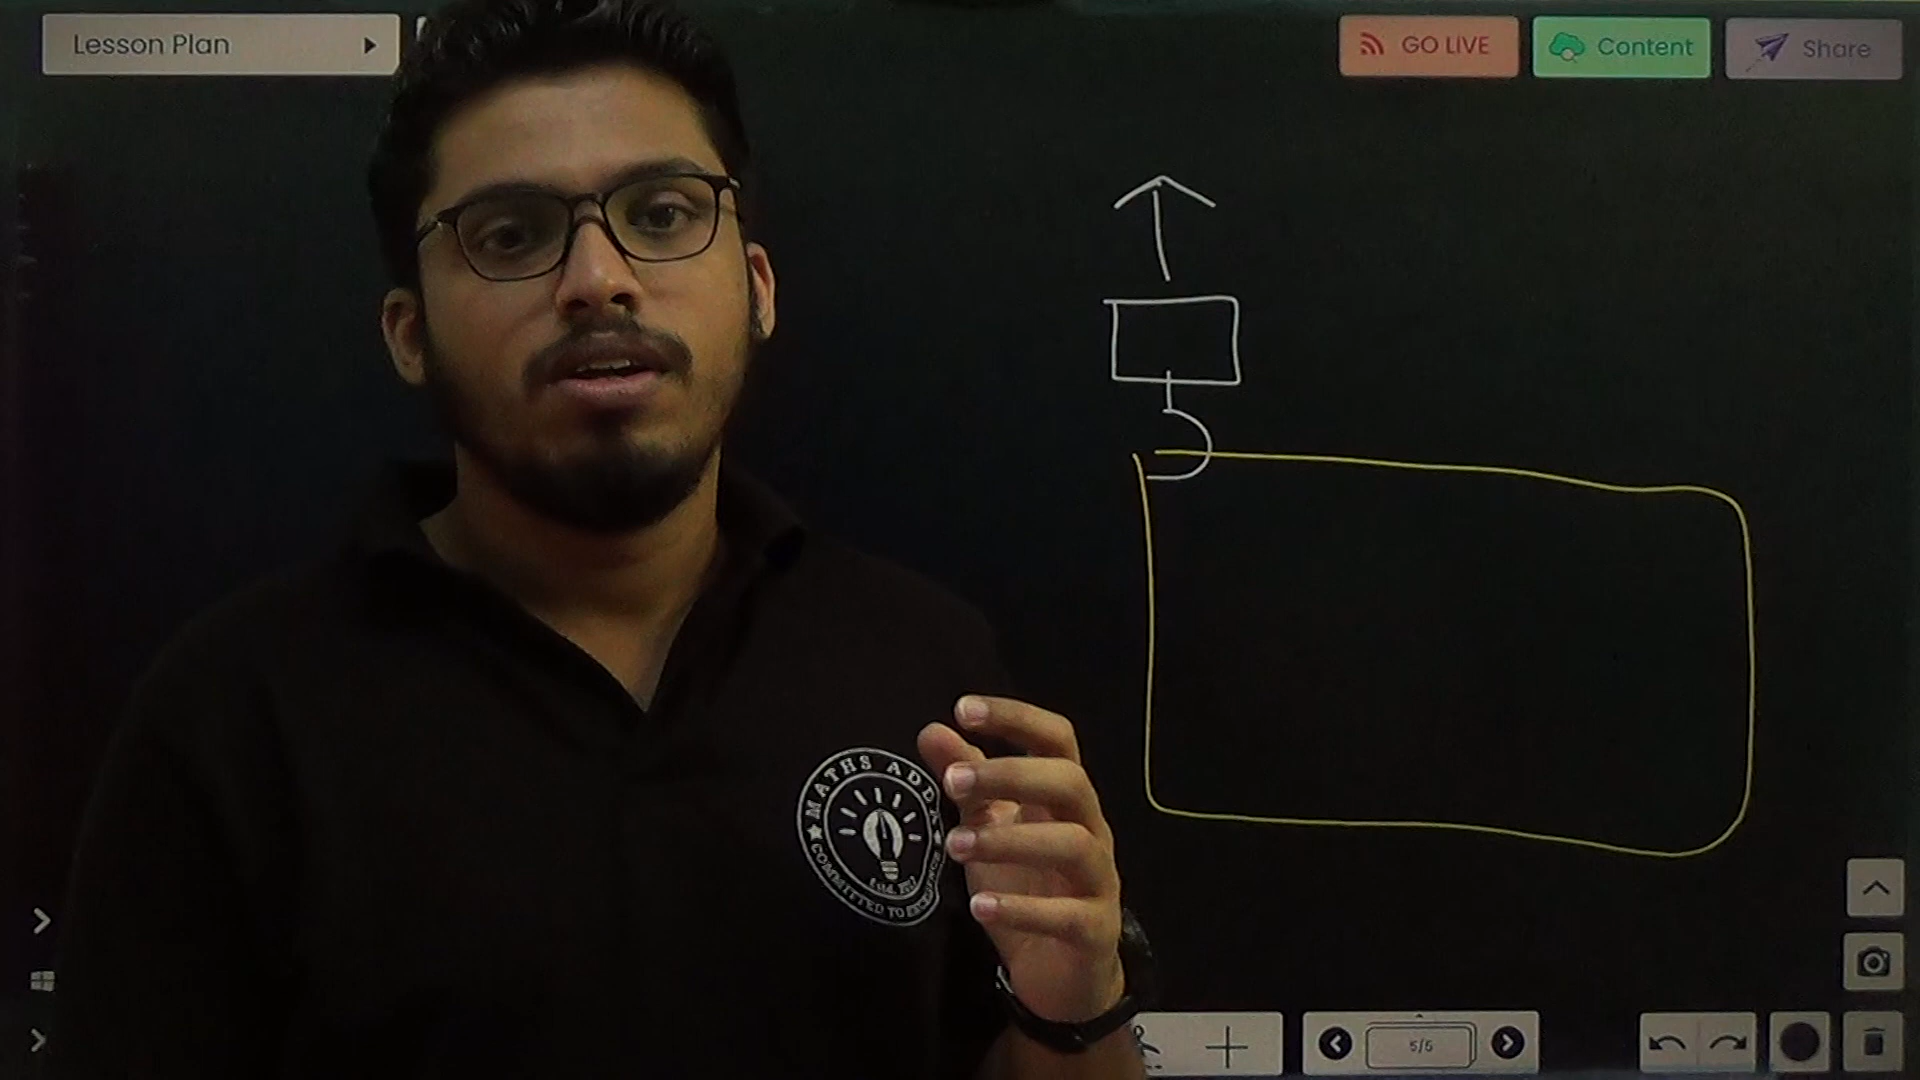 Lesson Plan
GO LIVE
Content
Share
MATHS ADDA
COMMITTED TO EXCELLENCE
5/5